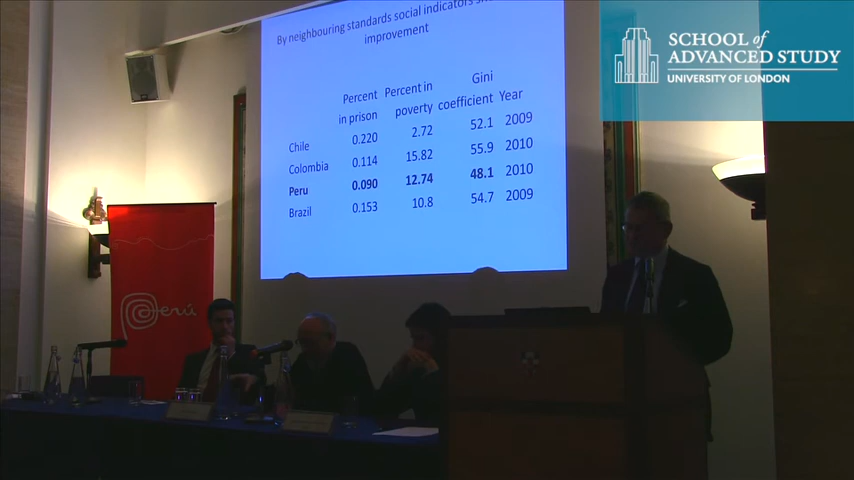 By neighbouring standards social indicators
improvement
Percent in prison Percent in poverty Gini coefficient Year
Chile 0.220 2.72 52.1 2009
Colombia 0.114 15.82 55.9 2010
Peru 0.090 12.74 48.1 2010
Brazil 0.153 10.8 54.7 2009
Perú
SCHOOL of
ADVANCED STUDY
UNIVERSITY OF LONDON